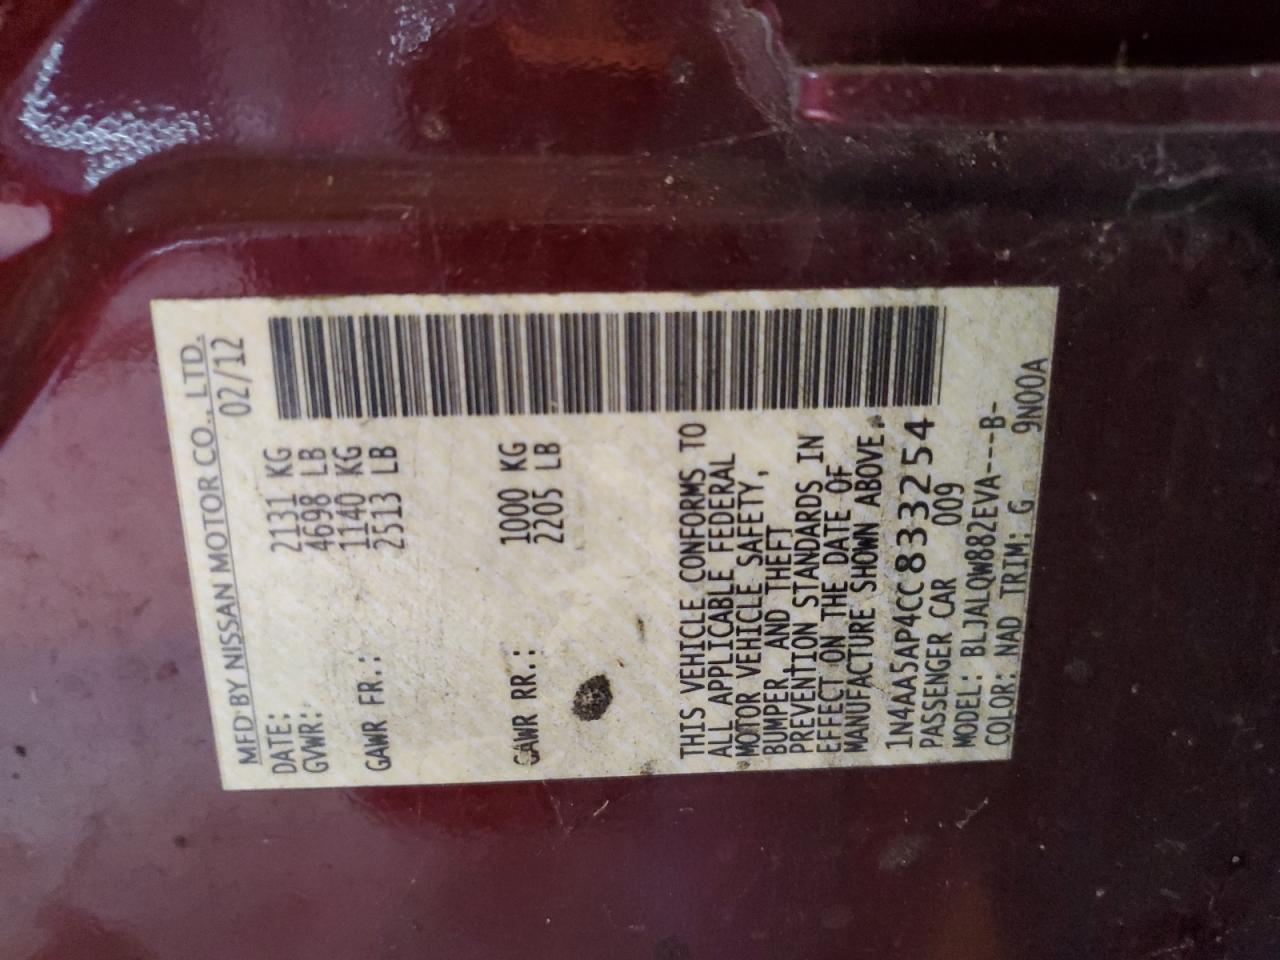 MFD BY NISSAN MOTOR CO., LTD.
DATE: 02/12
GVWR: 2131 KG
4698 LB
GAWR FR.: 1140 KG
2513 LB
GAWR RR.: 1000 KG
2205 LB
THIS VEHICLE CONFORMS TO
ALL APPLICABLE FEDERAL
MOTOR VEHICLE SAFETY,
BUMPER, AND THEFT
PREVENTION STANDARDS IN
EFFECT ON THE DATE OF
MANUFACTURE SHOWN ABOVE.
1N4AA5AP4CC833254
PASSENGER CAR 009
MODEL: BLJALQW882EVA---B-
COLOR: NAD TRIM: G 9N00A